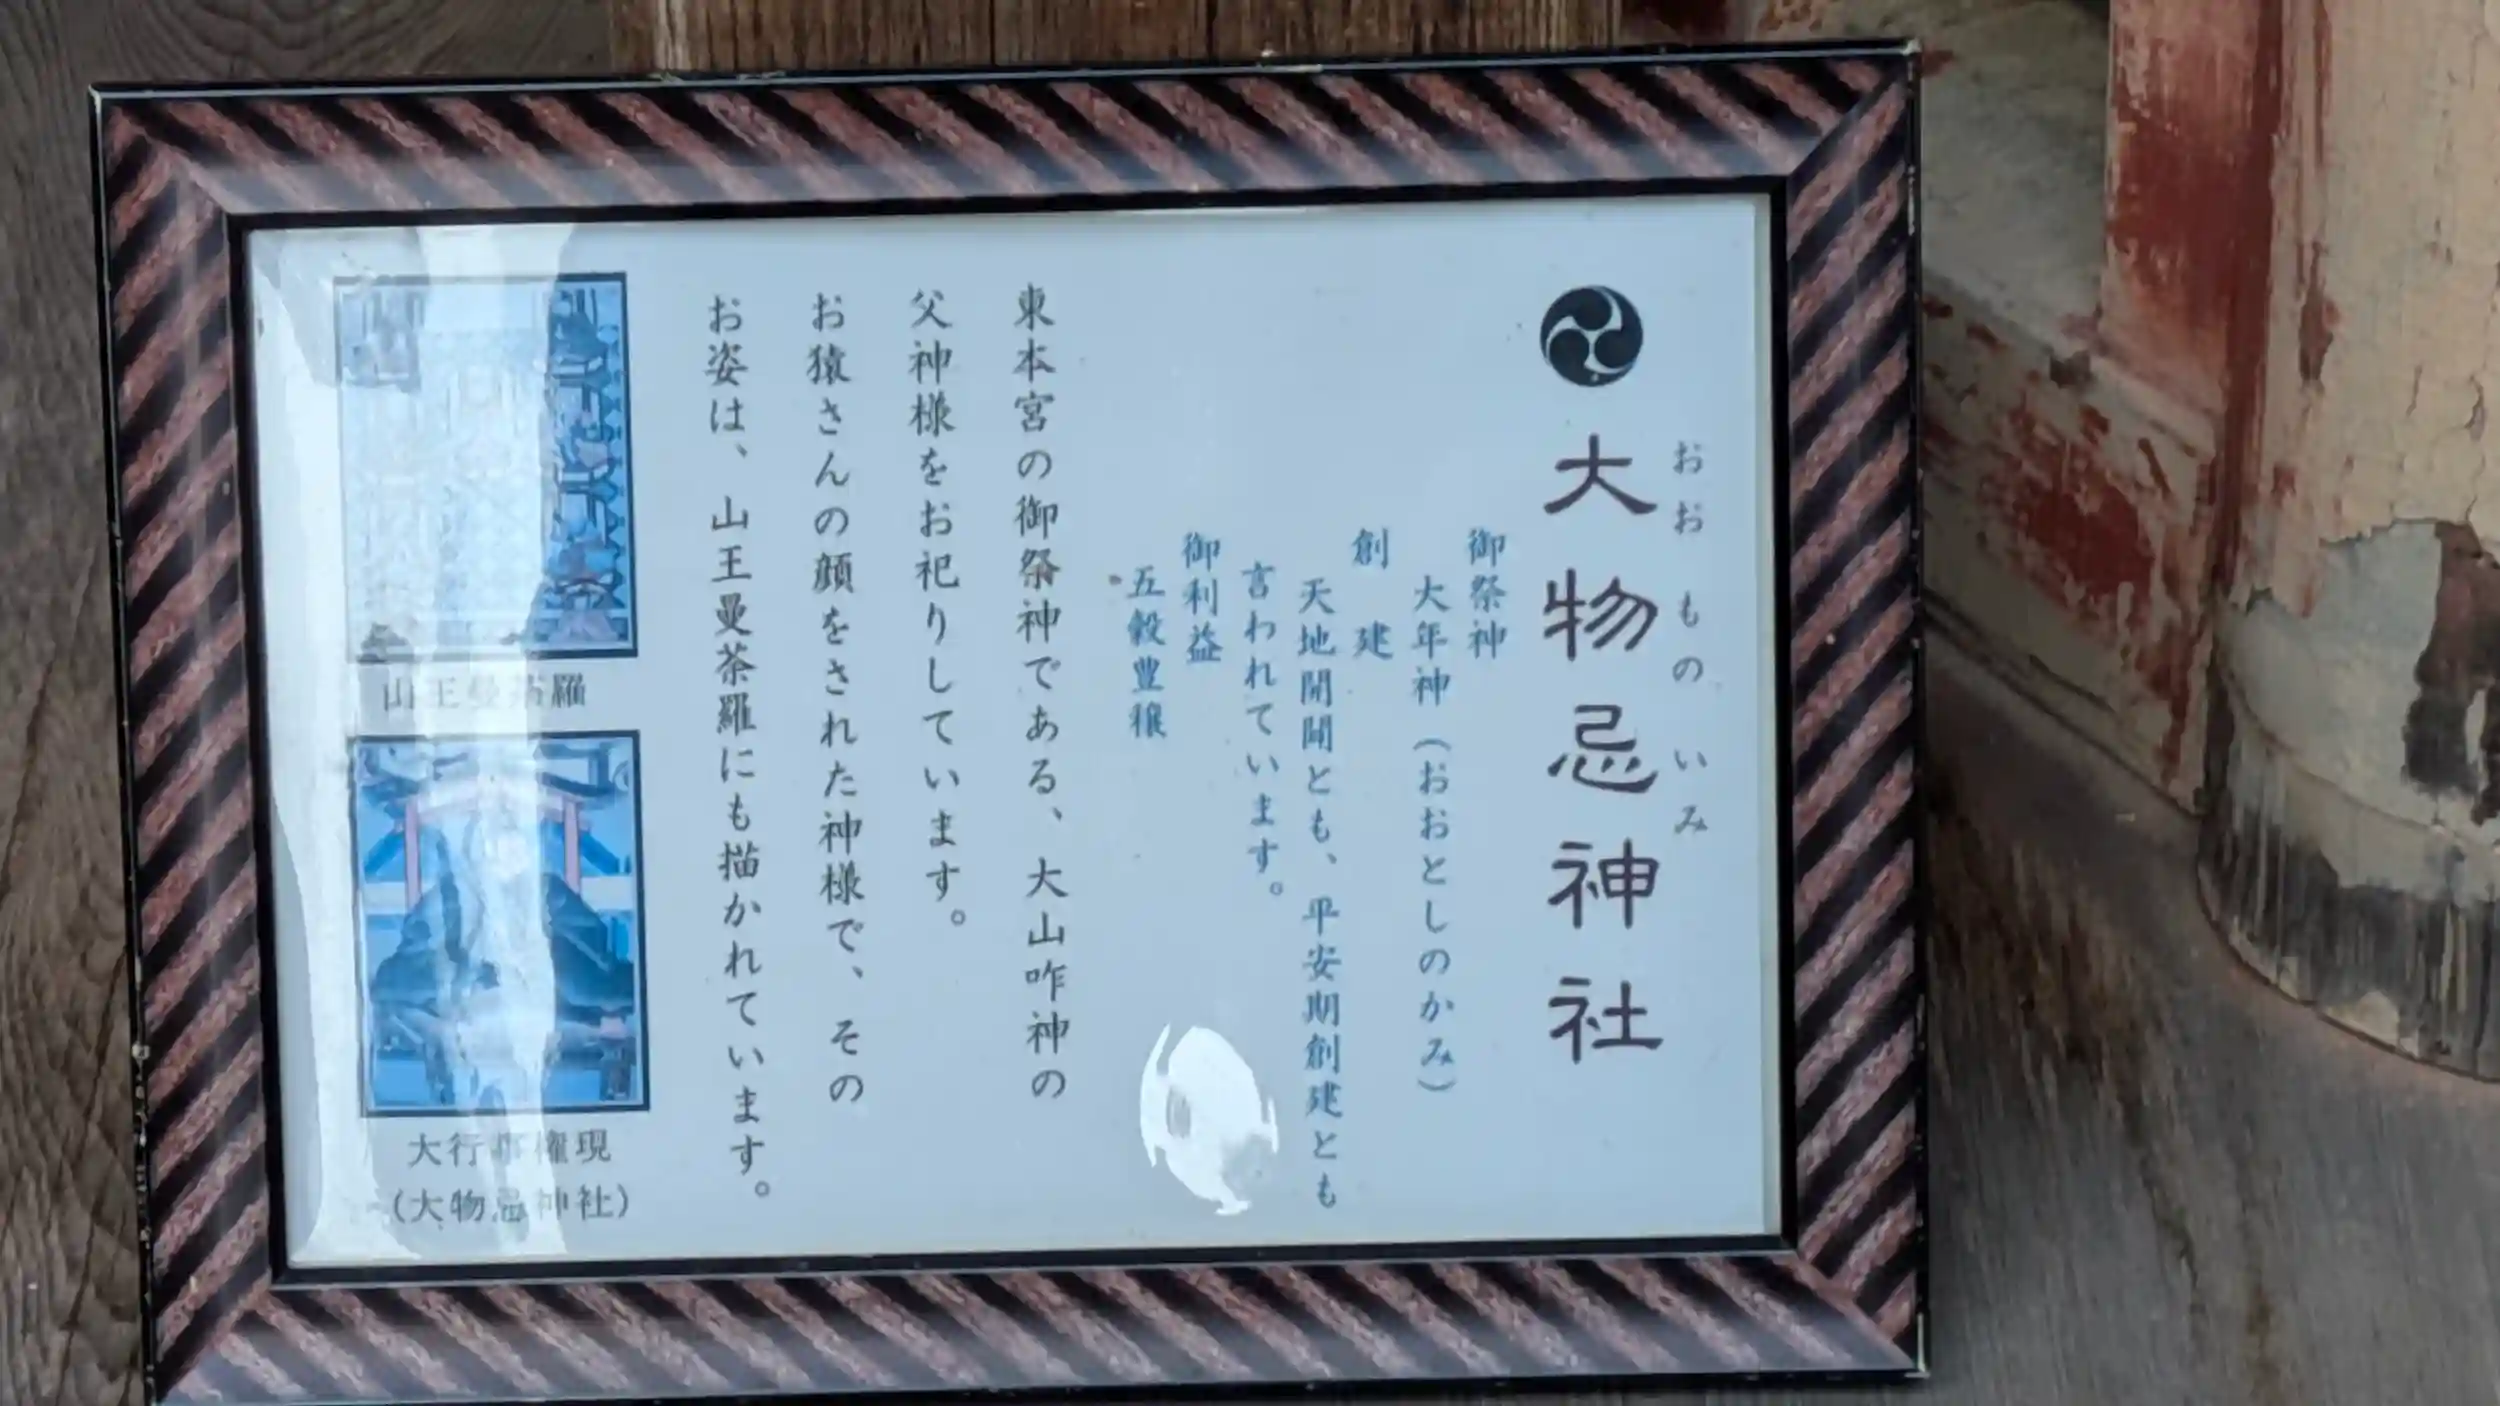 大物忌神社
おおものいみ
御祭神
大年神（おおとしのかみ）
創建
天地開闢とも、平安期創建とも
言われています。
御利益
五穀豊穣
東本宮の御祭神である、大山咋神の
父神様をお祀りしています。
お猿さんの顔をされた神様で、その
お姿は、山王曼荼羅にも描かれています。
山王曼荼羅
大行事権現
（大物忌神社）